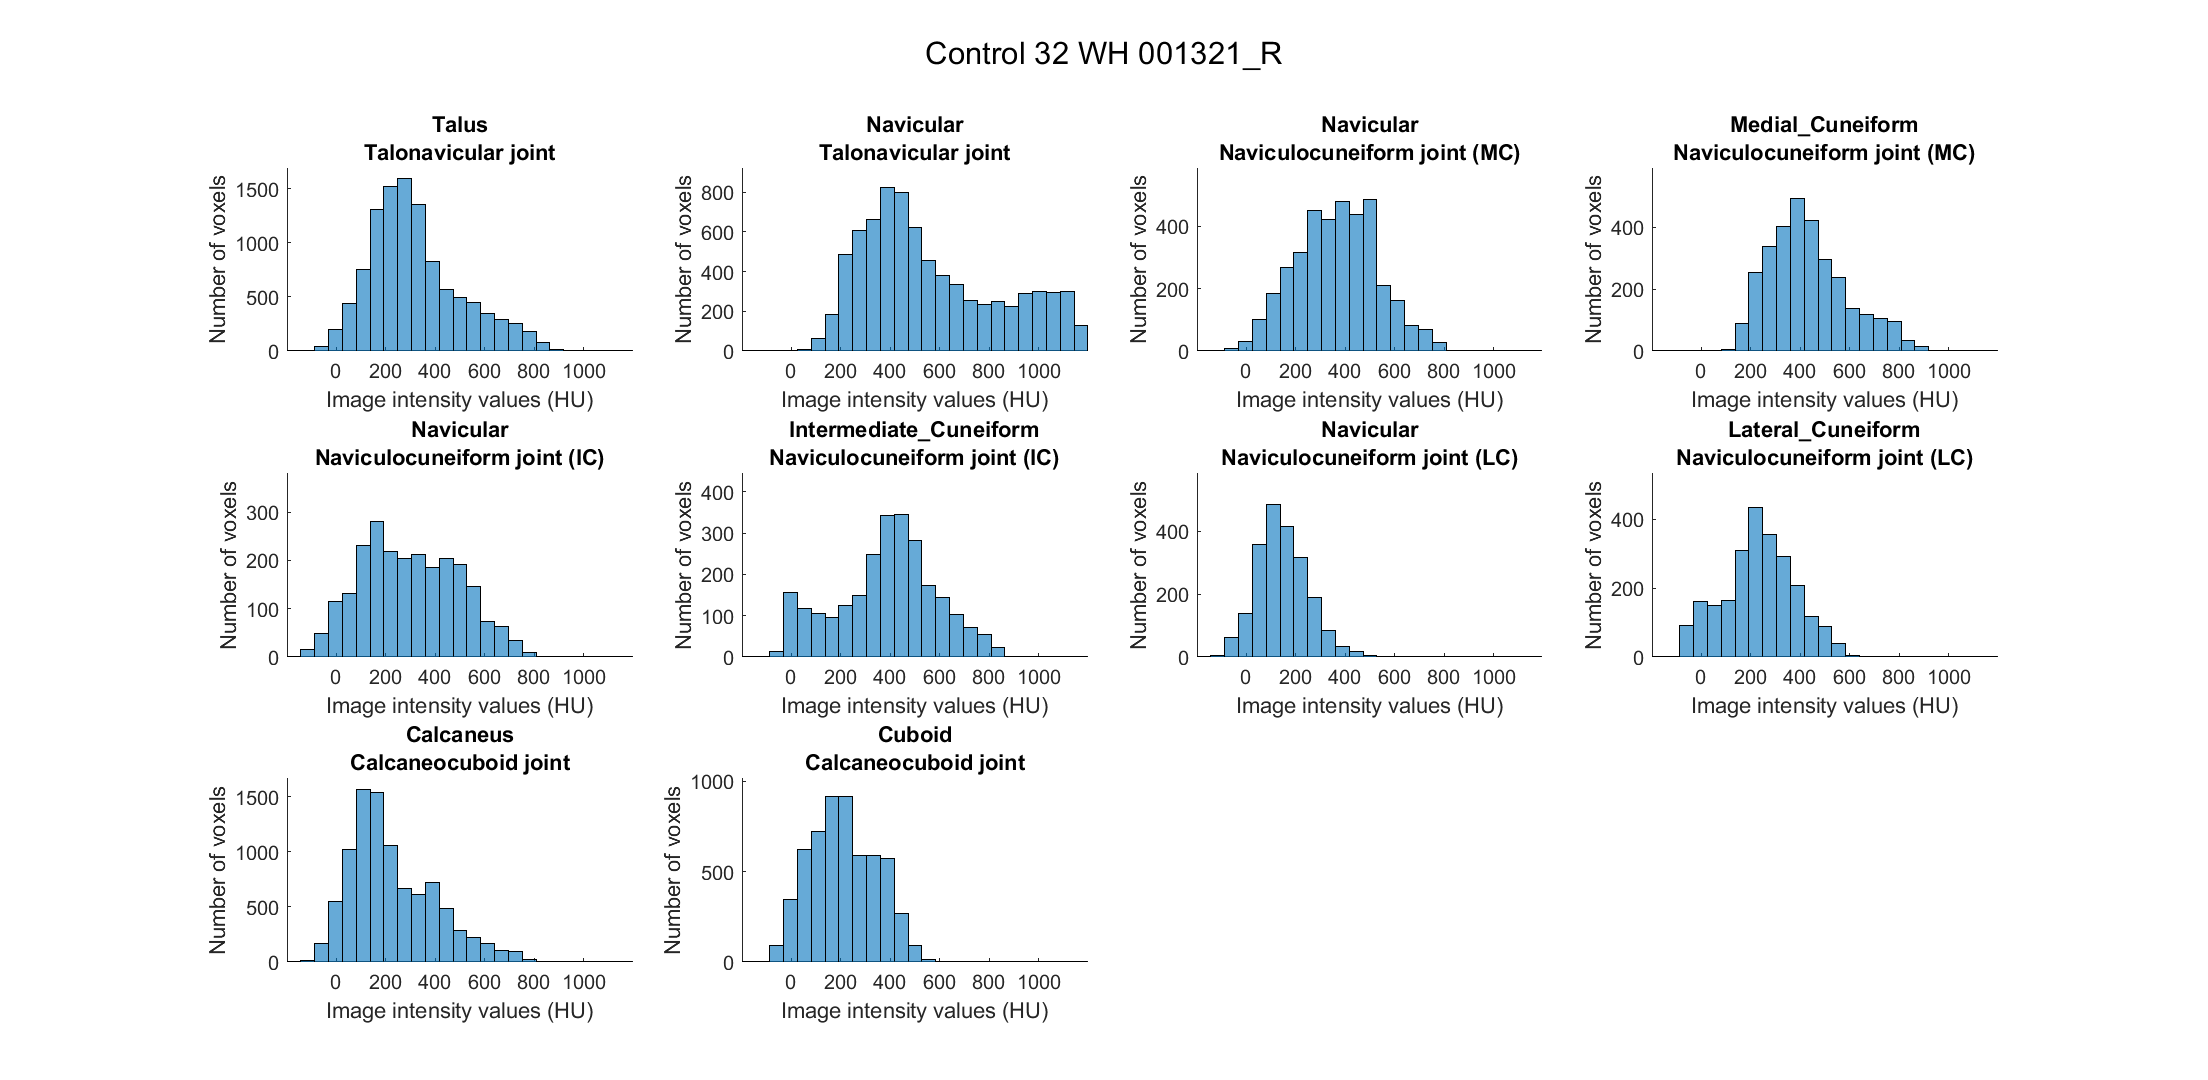 Control 32 WH 001321_R
Talus
Talonavicular joint
Number of voxels
1500
1000
500
0
0 200 400 600 800 1000
Image intensity values (HU)
Navicular
Talonavicular joint
Number of voxels
800
600
400
200
0
0 200 400 600 800 1000
Image intensity values (HU)
Navicular
Naviculocuneiform joint (MC)
Number of voxels
400
200
0
0 200 400 600 800 1000
Image intensity values (HU)
Medial_Cuneiform
Naviculocuneiform joint (MC)
Number of voxels
400
200
0
0 200 400 600 800 1000
Image intensity values (HU)
Navicular
Naviculocuneiform joint (IC)
Number of voxels
300
200
100
0
0 200 400 600 800 1000
Image intensity values (HU)
Intermediate_Cuneiform
Naviculocuneiform joint (IC)
Number of voxels
400
300
200
100
0
0 200 400 600 800 1000
Image intensity values (HU)
Navicular
Naviculocuneiform joint (LC)
Number of voxels
400
200
0
0 200 400 600 800 1000
Image intensity values (HU)
Lateral_Cuneiform
Naviculocuneiform joint (LC)
Number of voxels
400
200
0
0 200 400 600 800 1000
Image intensity values (HU)
Calcaneus
Calcaneocuboid joint
Number of voxels
1500
1000
500
0
0 200 400 600 800 1000
Image intensity values (HU)
Cuboid
Calcaneocuboid joint
Number of voxels
1000
500
0
0 200 400 600 800 1000
Image intensity values (HU)